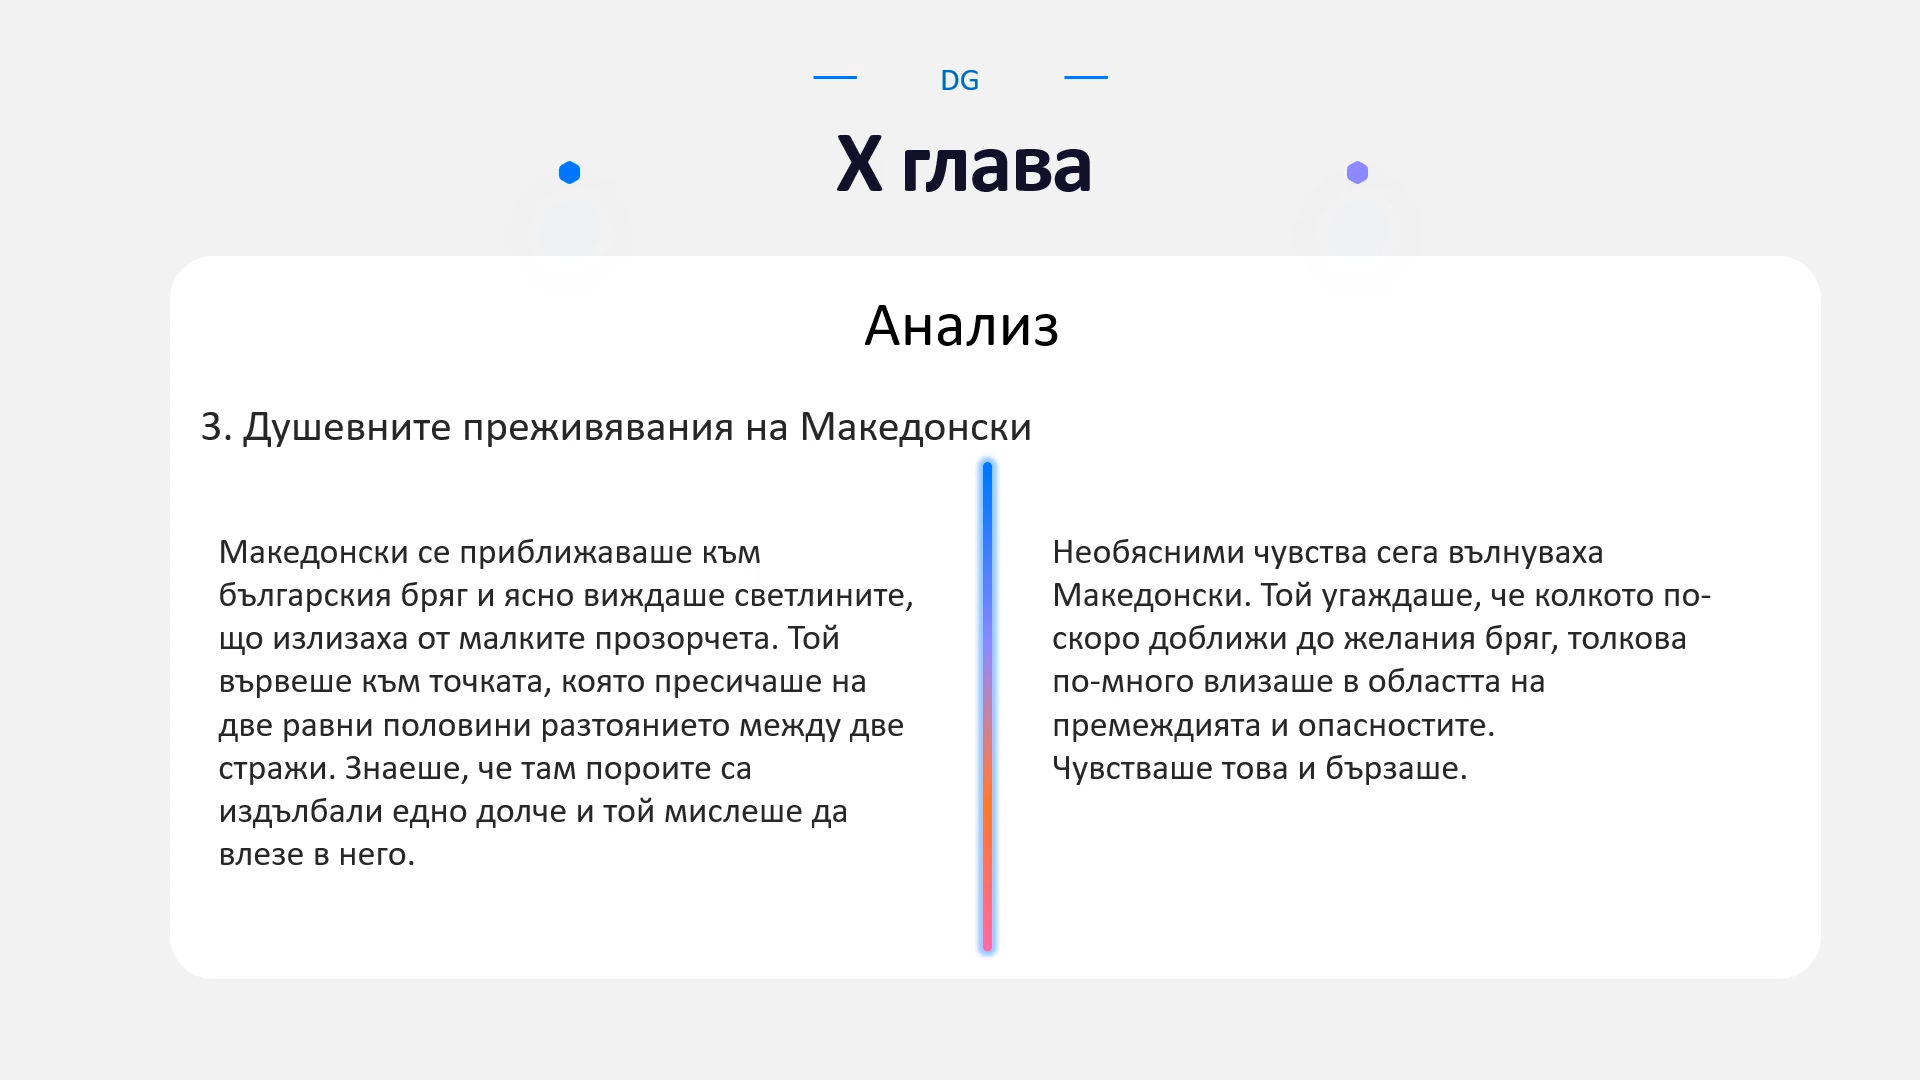 DG
X глава
Анализ
3. Душевните преживявания на Македонски
Македонски се приближаваше към
българския бряг и ясно виждаше светлините,
що излизаха от малките прозорчета. Той
вървеше към точката, която пресичаше на
две равни половини разтоянието между две
стражи. Знаеше, че там пороите са
издълбали едно долче и той мислеше да
влезе в него.
Необясними чувства сега вълнуваха
Македонски. Той угаждаше, че колкото по-
скоро доближи до желания бряг, толкова
по-много влизаше в областта на
премеждията и опасностите.
Чувстваше това и бързаше.